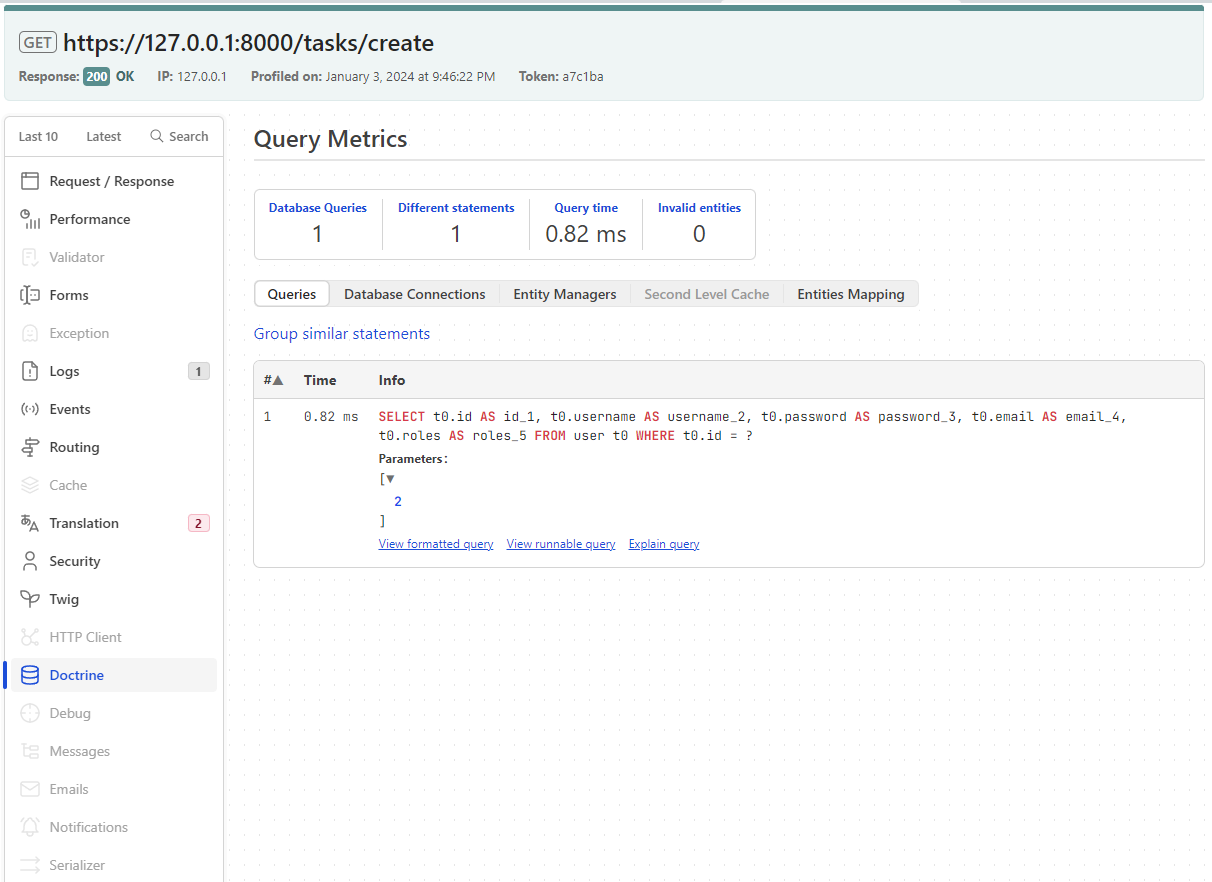 GET https://127.0.0.1:8000/tasks/create
Response: 200 OK IP: 127.0.0.1 Profiled on: January 3, 2024 at 9:46:22 PM Token: a7c1ba
Last 10 Latest Search
Request / Response
Performance
Validator
Forms
Exception
Logs 1
Events
Routing
Cache
Translation 2
Security
Twig
HTTP Client
Doctrine
Debug
Messages
Emails
Notifications
Serializer
Query Metrics
Database Queries Different statements Query time Invalid entities
1 1 0.82 ms 0
Queries Database Connections Entity Managers Second Level Cache Entities Mapping
Group similar statements
#▲ Time Info
1 0.82 ms SELECT t0.id AS id_1, t0.username AS username_2, t0.password AS password_3, t0.email AS email_4,
t0.roles AS roles_5 FROM user t0 WHERE t0.id = ?
Parameters:
[▼
2
]
View formatted query View runnable query Explain query